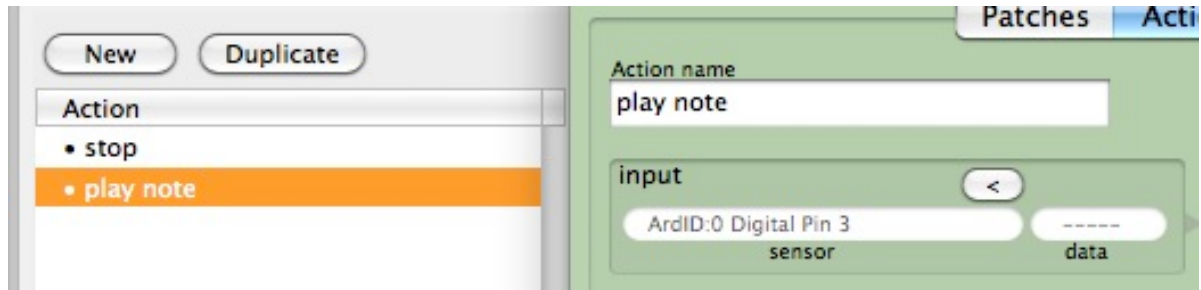 Patches Acti
New Duplicate
Action
• stop
• play note
Action name
play note
input <
ArdID:0 Digital Pin 3 -----
sensor data